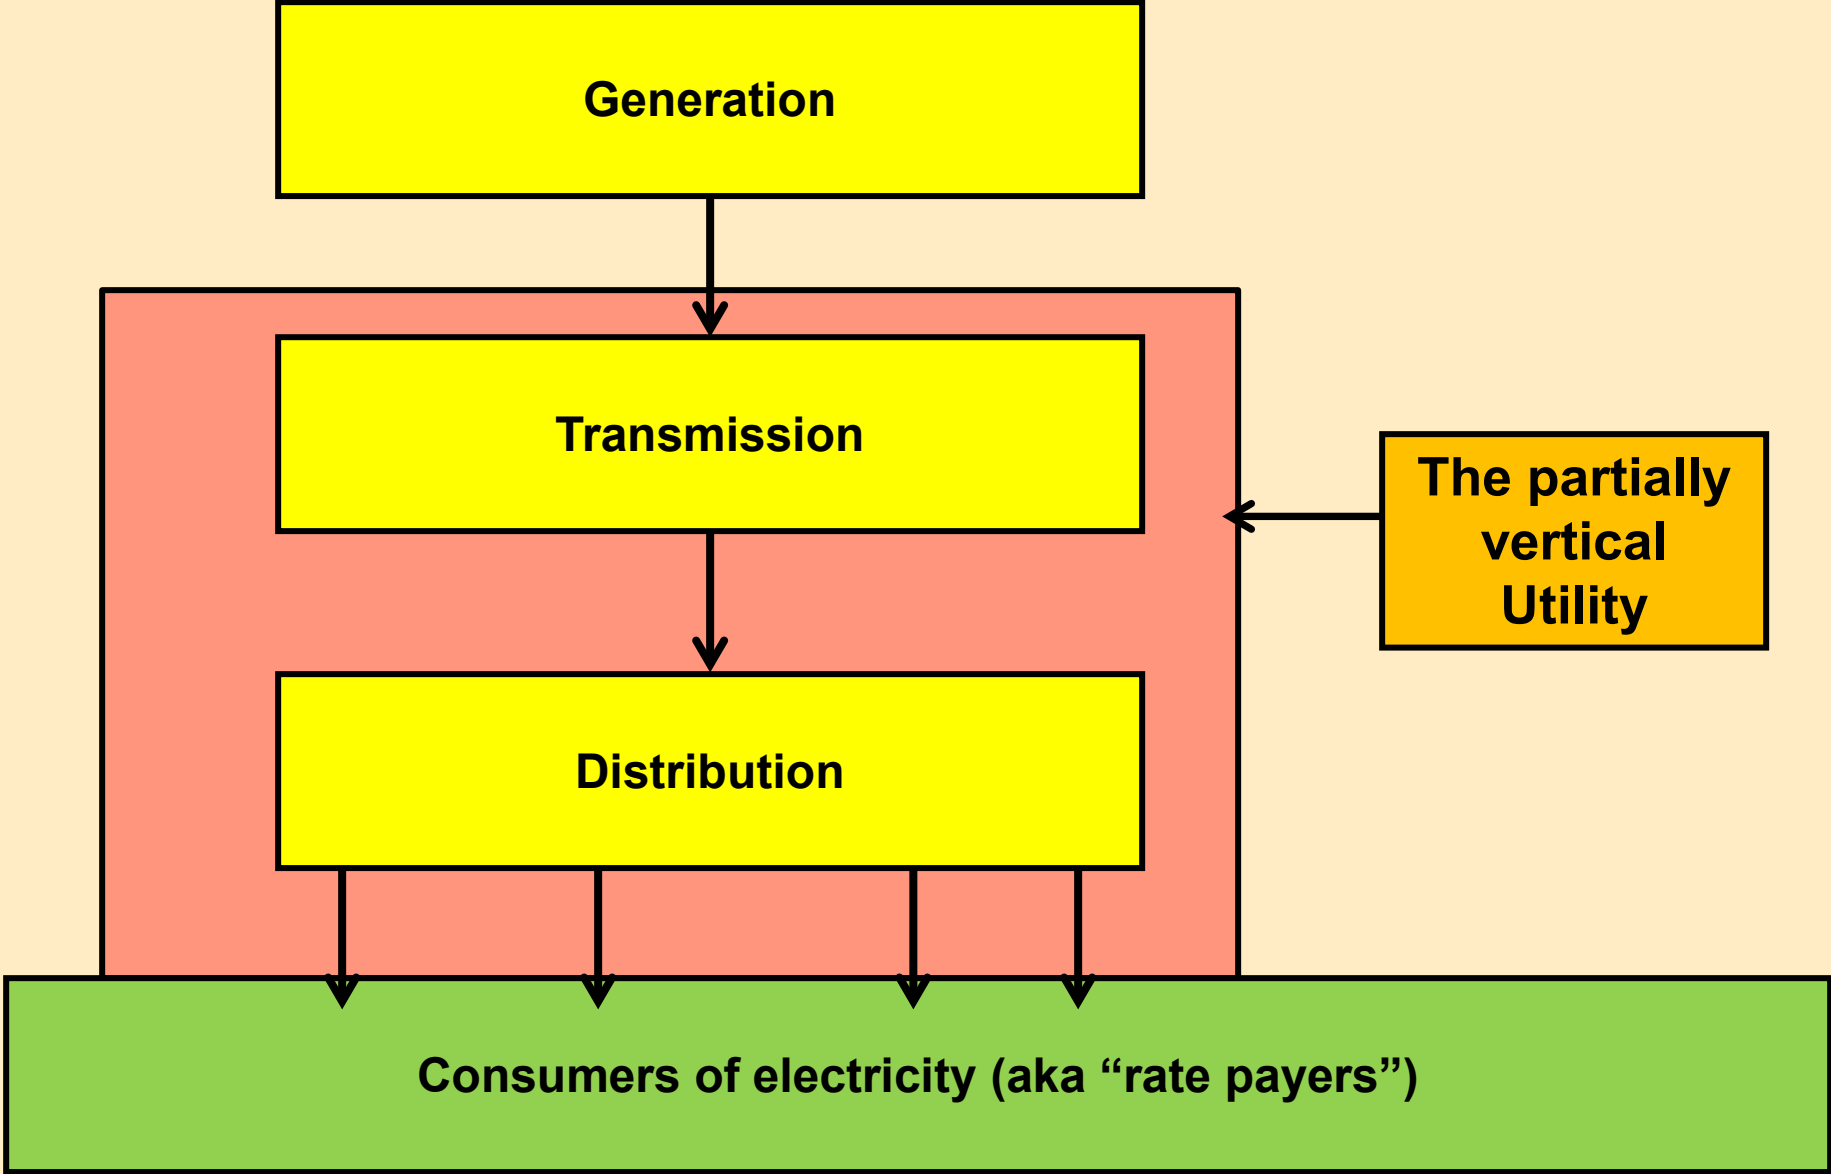 Generation
Transmission
The partially
vertical
Utility
Distribution
Consumers of electricity (aka “rate payers”)